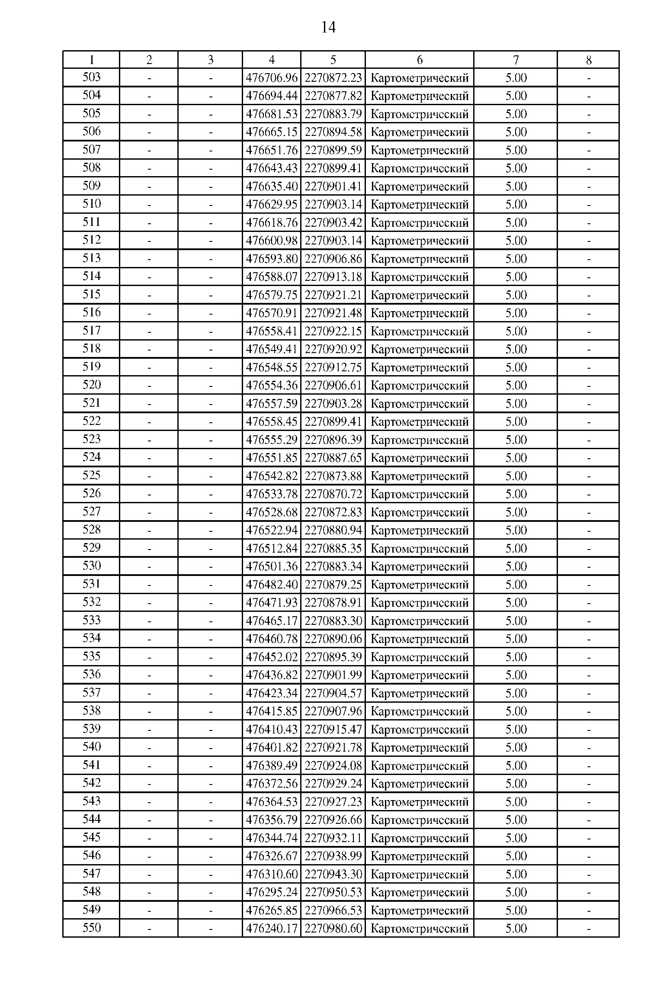 14
1 2 3 4 5 6 7 8
503 - - 476706.96 2270872.23 Картометрический 5.00 -
504 - - 476694.44 2270877.82 Картометрический 5.00 -
505 - - 476681.53 2270883.79 Картометрический 5.00 -
506 - - 476665.15 2270894.58 Картометрический 5.00 -
507 - - 476651.76 2270899.59 Картометрический 5.00 -
508 - - 476643.43 2270899.41 Картометрический 5.00 -
509 - - 476635.40 2270901.41 Картометрический 5.00 -
510 - - 476629.95 2270903.14 Картометрический 5.00 -
511 - - 476618.76 2270903.42 Картометрический 5.00 -
512 - - 476600.98 2270903.14 Картометрический 5.00 -
513 - - 476593.80 2270906.86 Картометрический 5.00 -
514 - - 476588.07 2270913.18 Картометрический 5.00 -
515 - - 476579.75 2270921.21 Картометрический 5.00 -
516 - - 476570.91 2270921.48 Картометрический 5.00 -
517 - - 476558.41 2270922.15 Картометрический 5.00 -
518 - - 476549.41 2270920.92 Картометрический 5.00 -
519 - - 476548.55 2270912.75 Картометрический 5.00 -
520 - - 476554.36 2270906.61 Картометрический 5.00 -
521 - - 476557.59 2270903.28 Картометрический 5.00 -
522 - - 476558.45 2270899.41 Картометрический 5.00 -
523 - - 476555.29 2270896.39 Картометрический 5.00 -
524 - - 476551.85 2270887.65 Картометрический 5.00 -
525 - - 476542.82 2270873.88 Картометрический 5.00 -
526 - - 476533.78 2270870.72 Картометрический 5.00 -
527 - - 476528.68 2270872.83 Картометрический 5.00 -
528 - - 476522.94 2270880.94 Картометрический 5.00 -
529 - - 476512.84 2270885.35 Картометрический 5.00 -
530 - - 476501.36 2270883.34 Картометрический 5.00 -
531 - - 476482.40 2270879.25 Картометрический 5.00 -
532 - - 476471.93 2270878.91 Картометрический 5.00 -
533 - - 476465.17 2270883.30 Картометрический 5.00 -
534 - - 476460.78 2270890.06 Картометрический 5.00 -
535 - - 476452.02 2270895.39 Картометрический 5.00 -
536 - - 476436.82 2270901.99 Картометрический 5.00 -
537 - - 476423.34 2270904.57 Картометрический 5.00 -
538 - - 476415.85 2270907.96 Картометрический 5.00 -
539 - - 476410.43 2270915.47 Картометрический 5.00 -
540 - - 476401.82 2270921.78 Картометрический 5.00 -
541 - - 476389.49 2270924.08 Картометрический 5.00 -
542 - - 476372.56 2270929.24 Картометрический 5.00 -
543 - - 476364.53 2270927.23 Картометрический 5.00 -
544 - - 476356.79 2270926.66 Картометрический 5.00 -
545 - - 476344.74 2270932.11 Картометрический 5.00 -
546 - - 476326.67 2270938.99 Картометрический 5.00 -
547 - - 476310.60 2270943.30 Картометрический 5.00 -
548 - - 476295.24 2270950.53 Картометрический 5.00 -
549 - - 476265.85 2270966.53 Картометрический 5.00 -
550 - - 476240.17 2270980.60 Картометрический 5.00 -